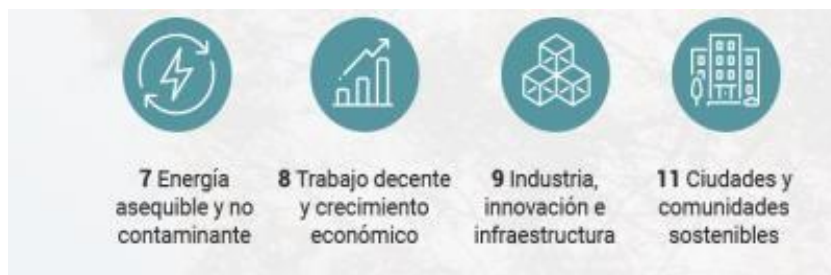 7 Energía
asequible y no
contaminante
8 Trabajo decente
y crecimiento
económico
9 Industria,
innovación e
infraestructura
11 Ciudades y
comunidades
sostenibles